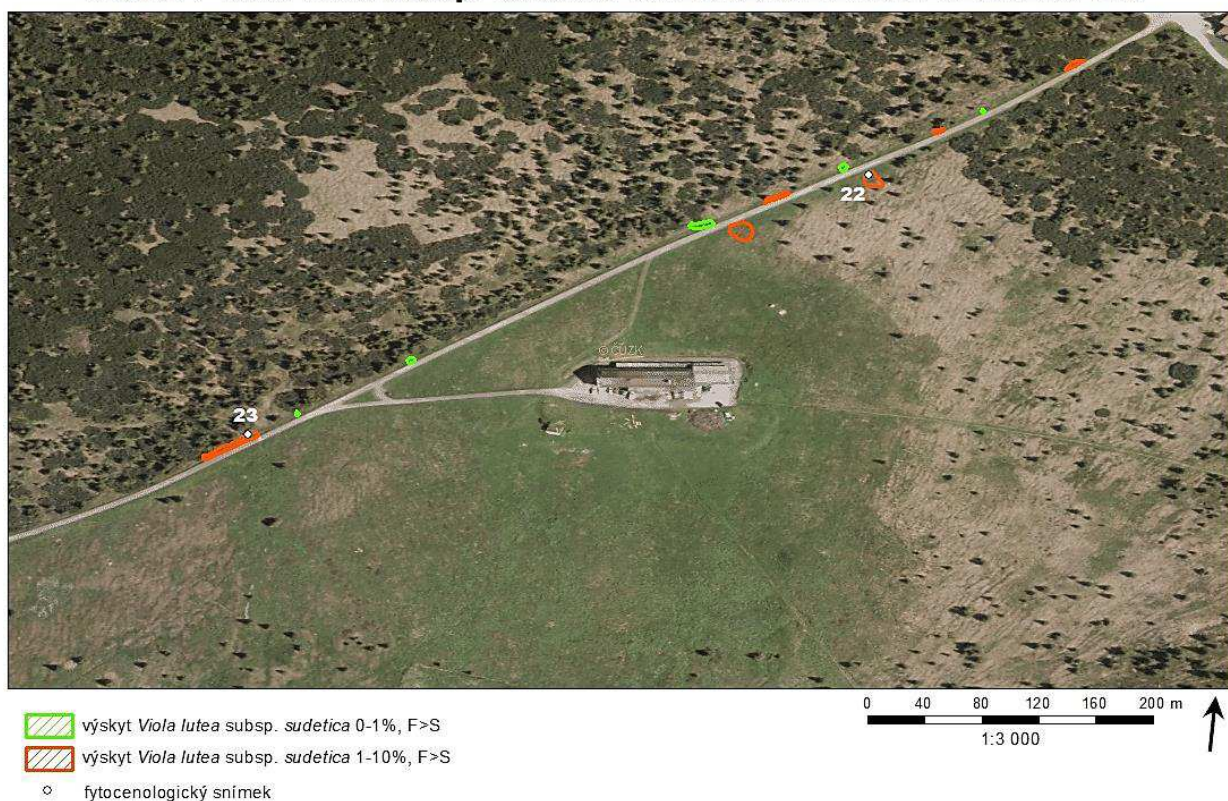 22
© ČÚZK
23
0 40 80 120 160 200 m
1:3 000
výskyt Viola lutea subsp. sudetica 0-1%, F>S
výskyt Viola lutea subsp. sudetica 1-10%, F>S
fytocenologický snímek